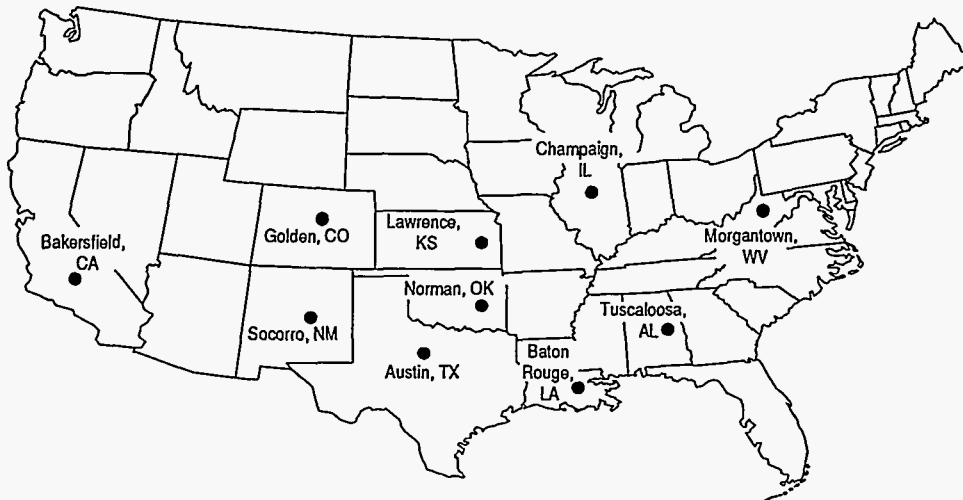 Champaign,
IL
Lawrence,
KS
Golden, CO
Bakersfield,
CA
Morgantown,
WV
Norman, OK
Tuscaloosa,
AL
Socorro, NM
Baton
Rouge,
LA
Austin, TX